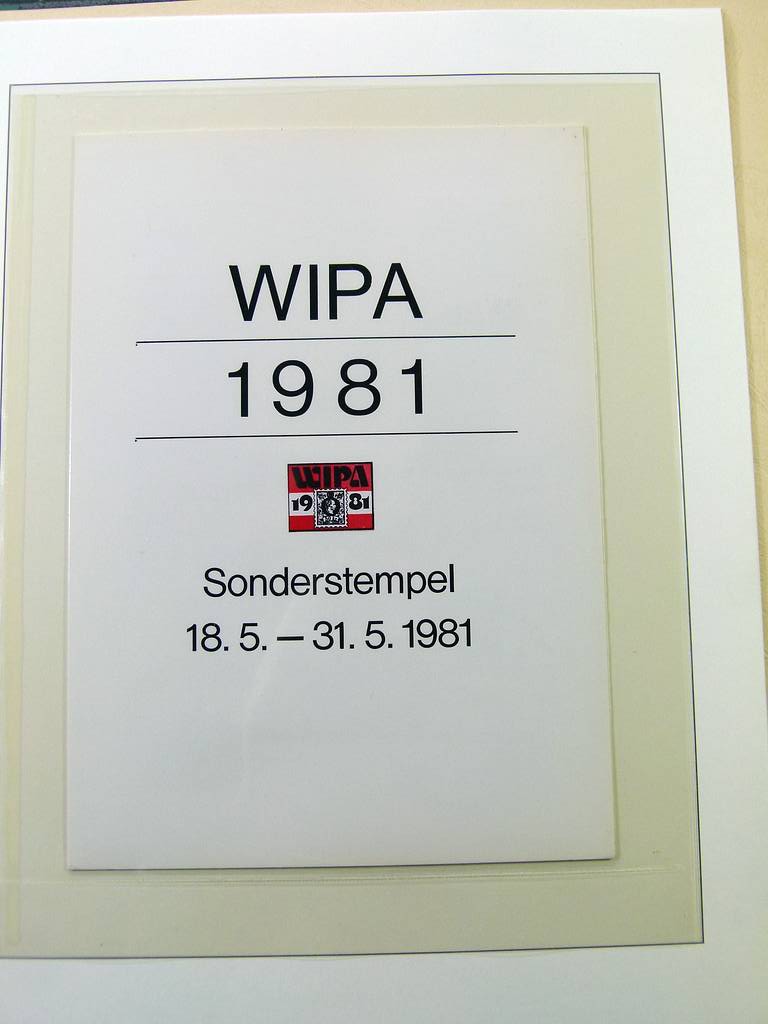 WIPA
1981
WIPA
19 81
Sonderstempel
18. 5. — 31. 5. 1981